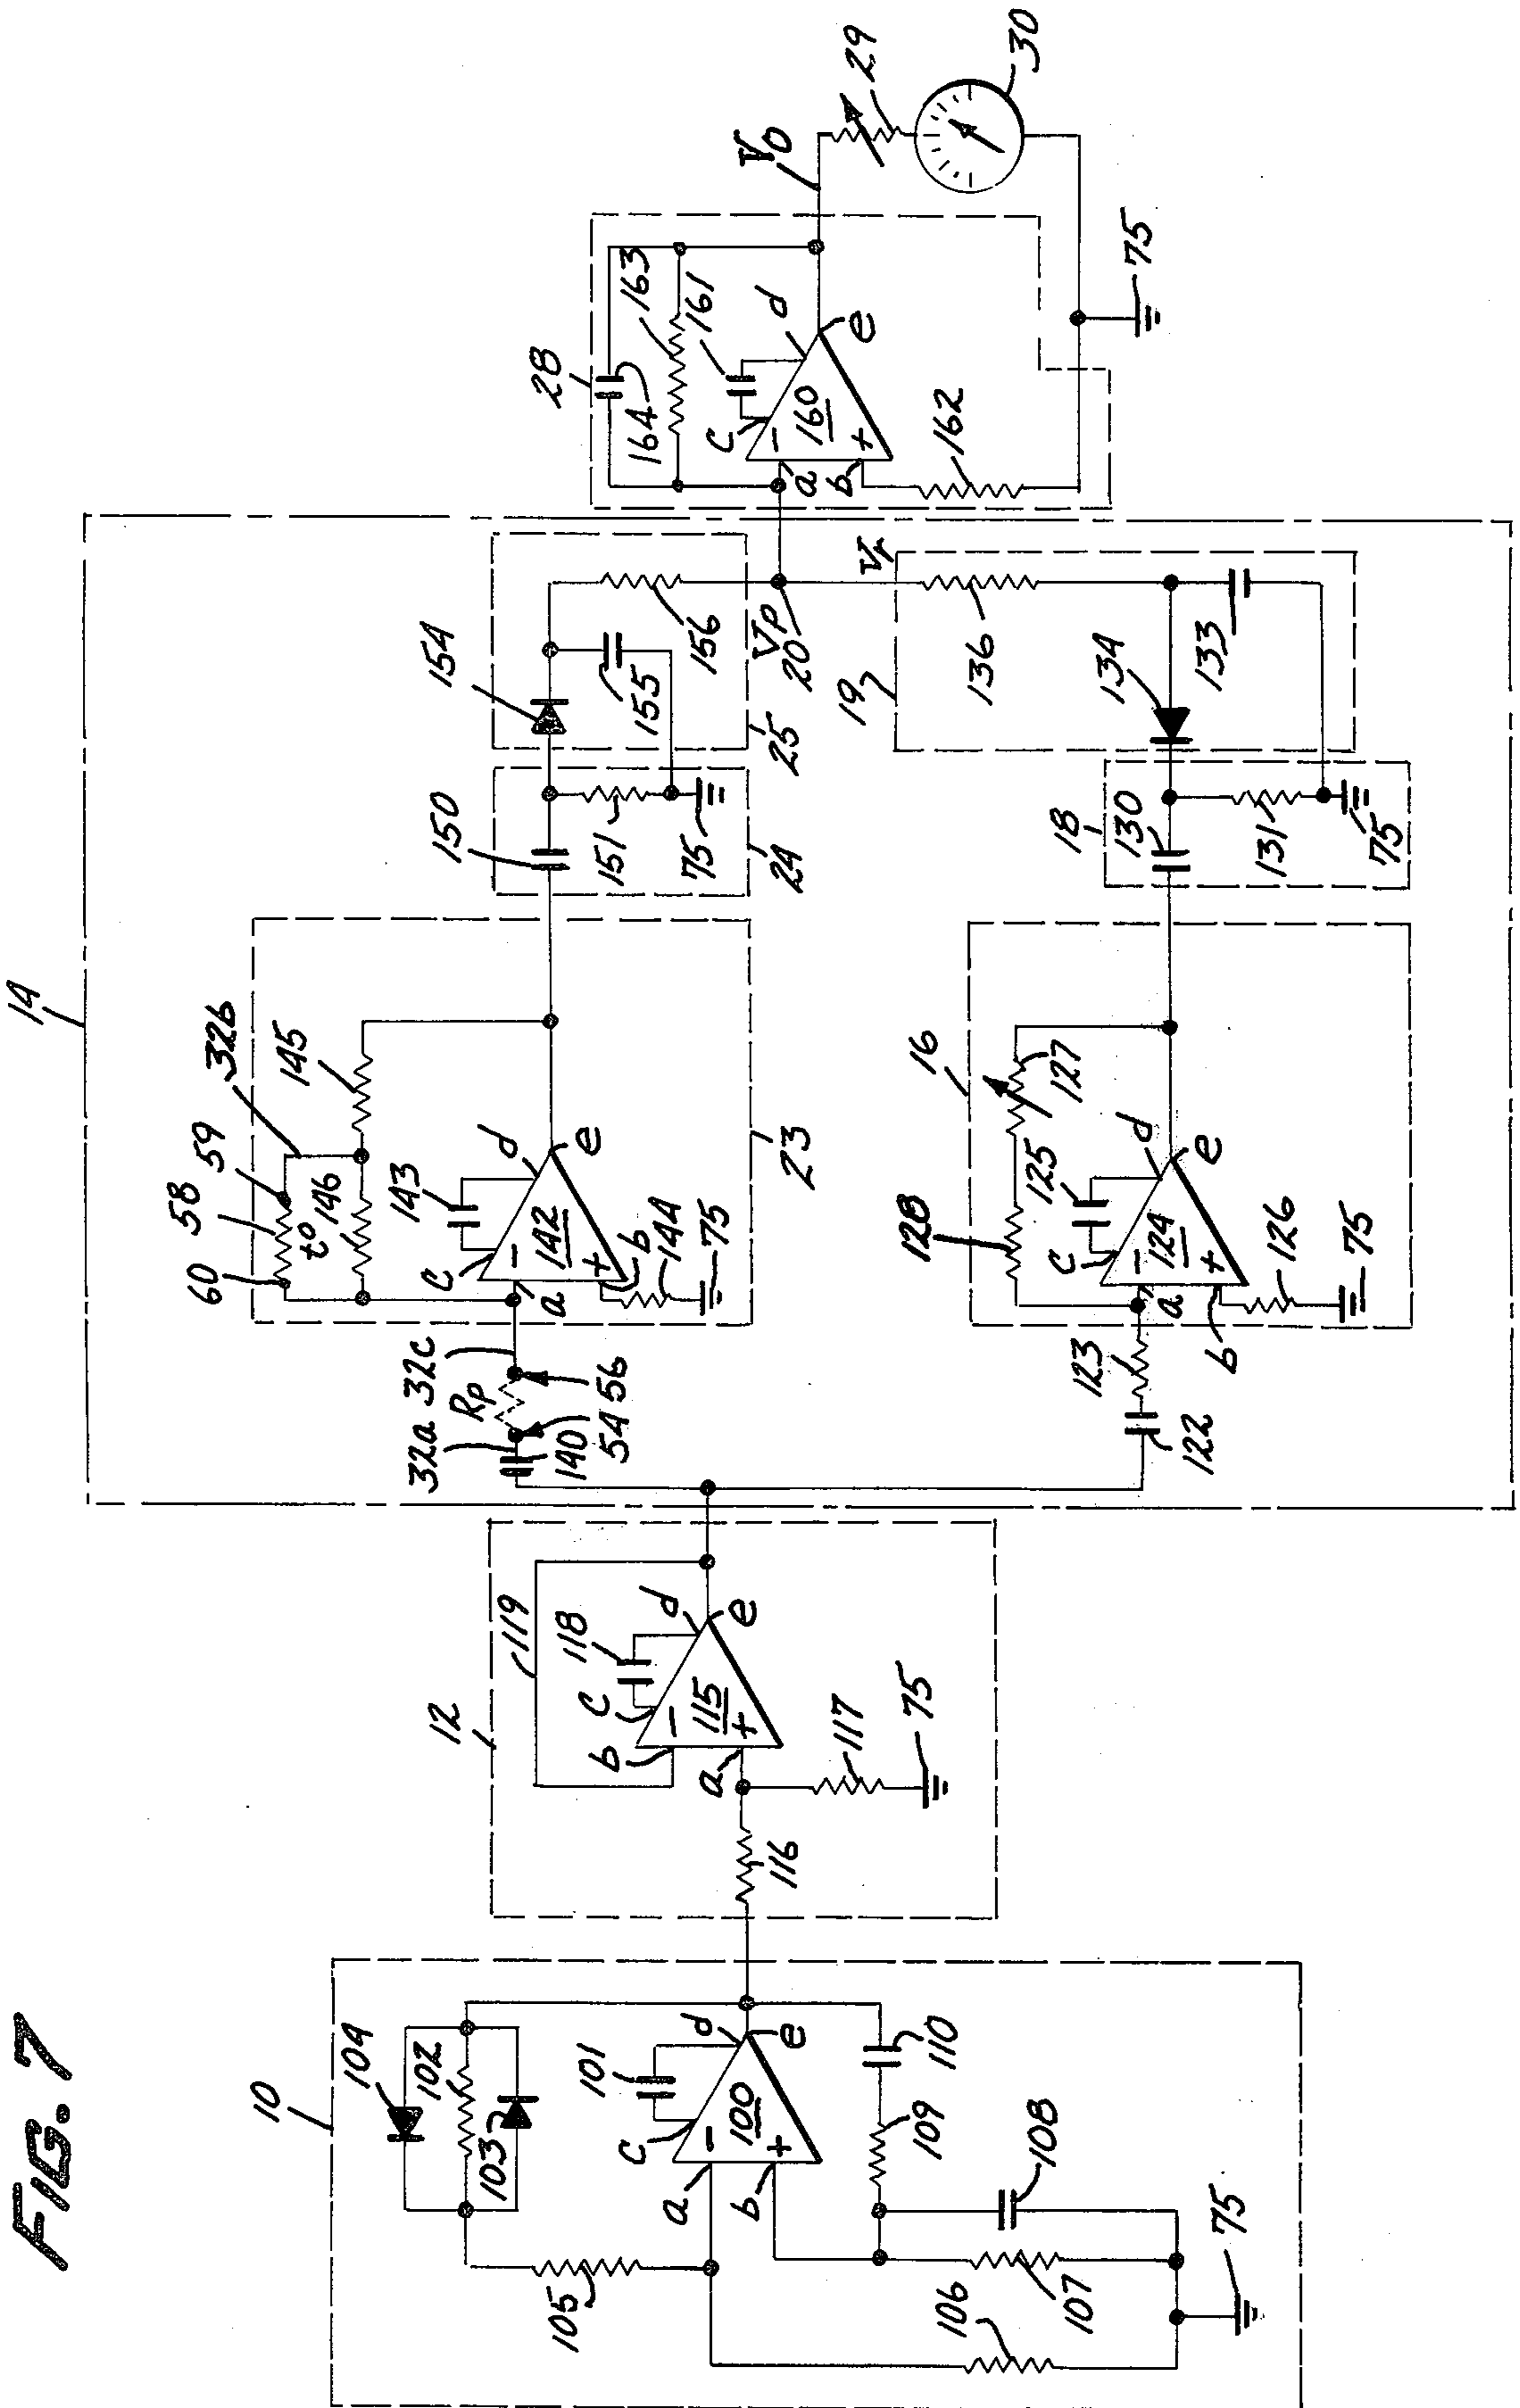 FIG. 7
10
104
102
103
105
101
c
d
a
100
b
e
109
110
106
107
108
75
12
119
118
c
d
b
115
a
e
116
117
75
14
32a
32c
Rp
140
54
56
122
123
60
58
59
32b
t°
146
145
143
c
d
142
a
b
144
e
75
23
16
128
127
125
c
d
124
a
b
126
e
75
150
151
75
24
18
130
131
75
154
155
156
25
Vp
20
Vr
19
136
134
133
28
164
163
161
c
d
160
a
b
e
162
75
V0
29
30